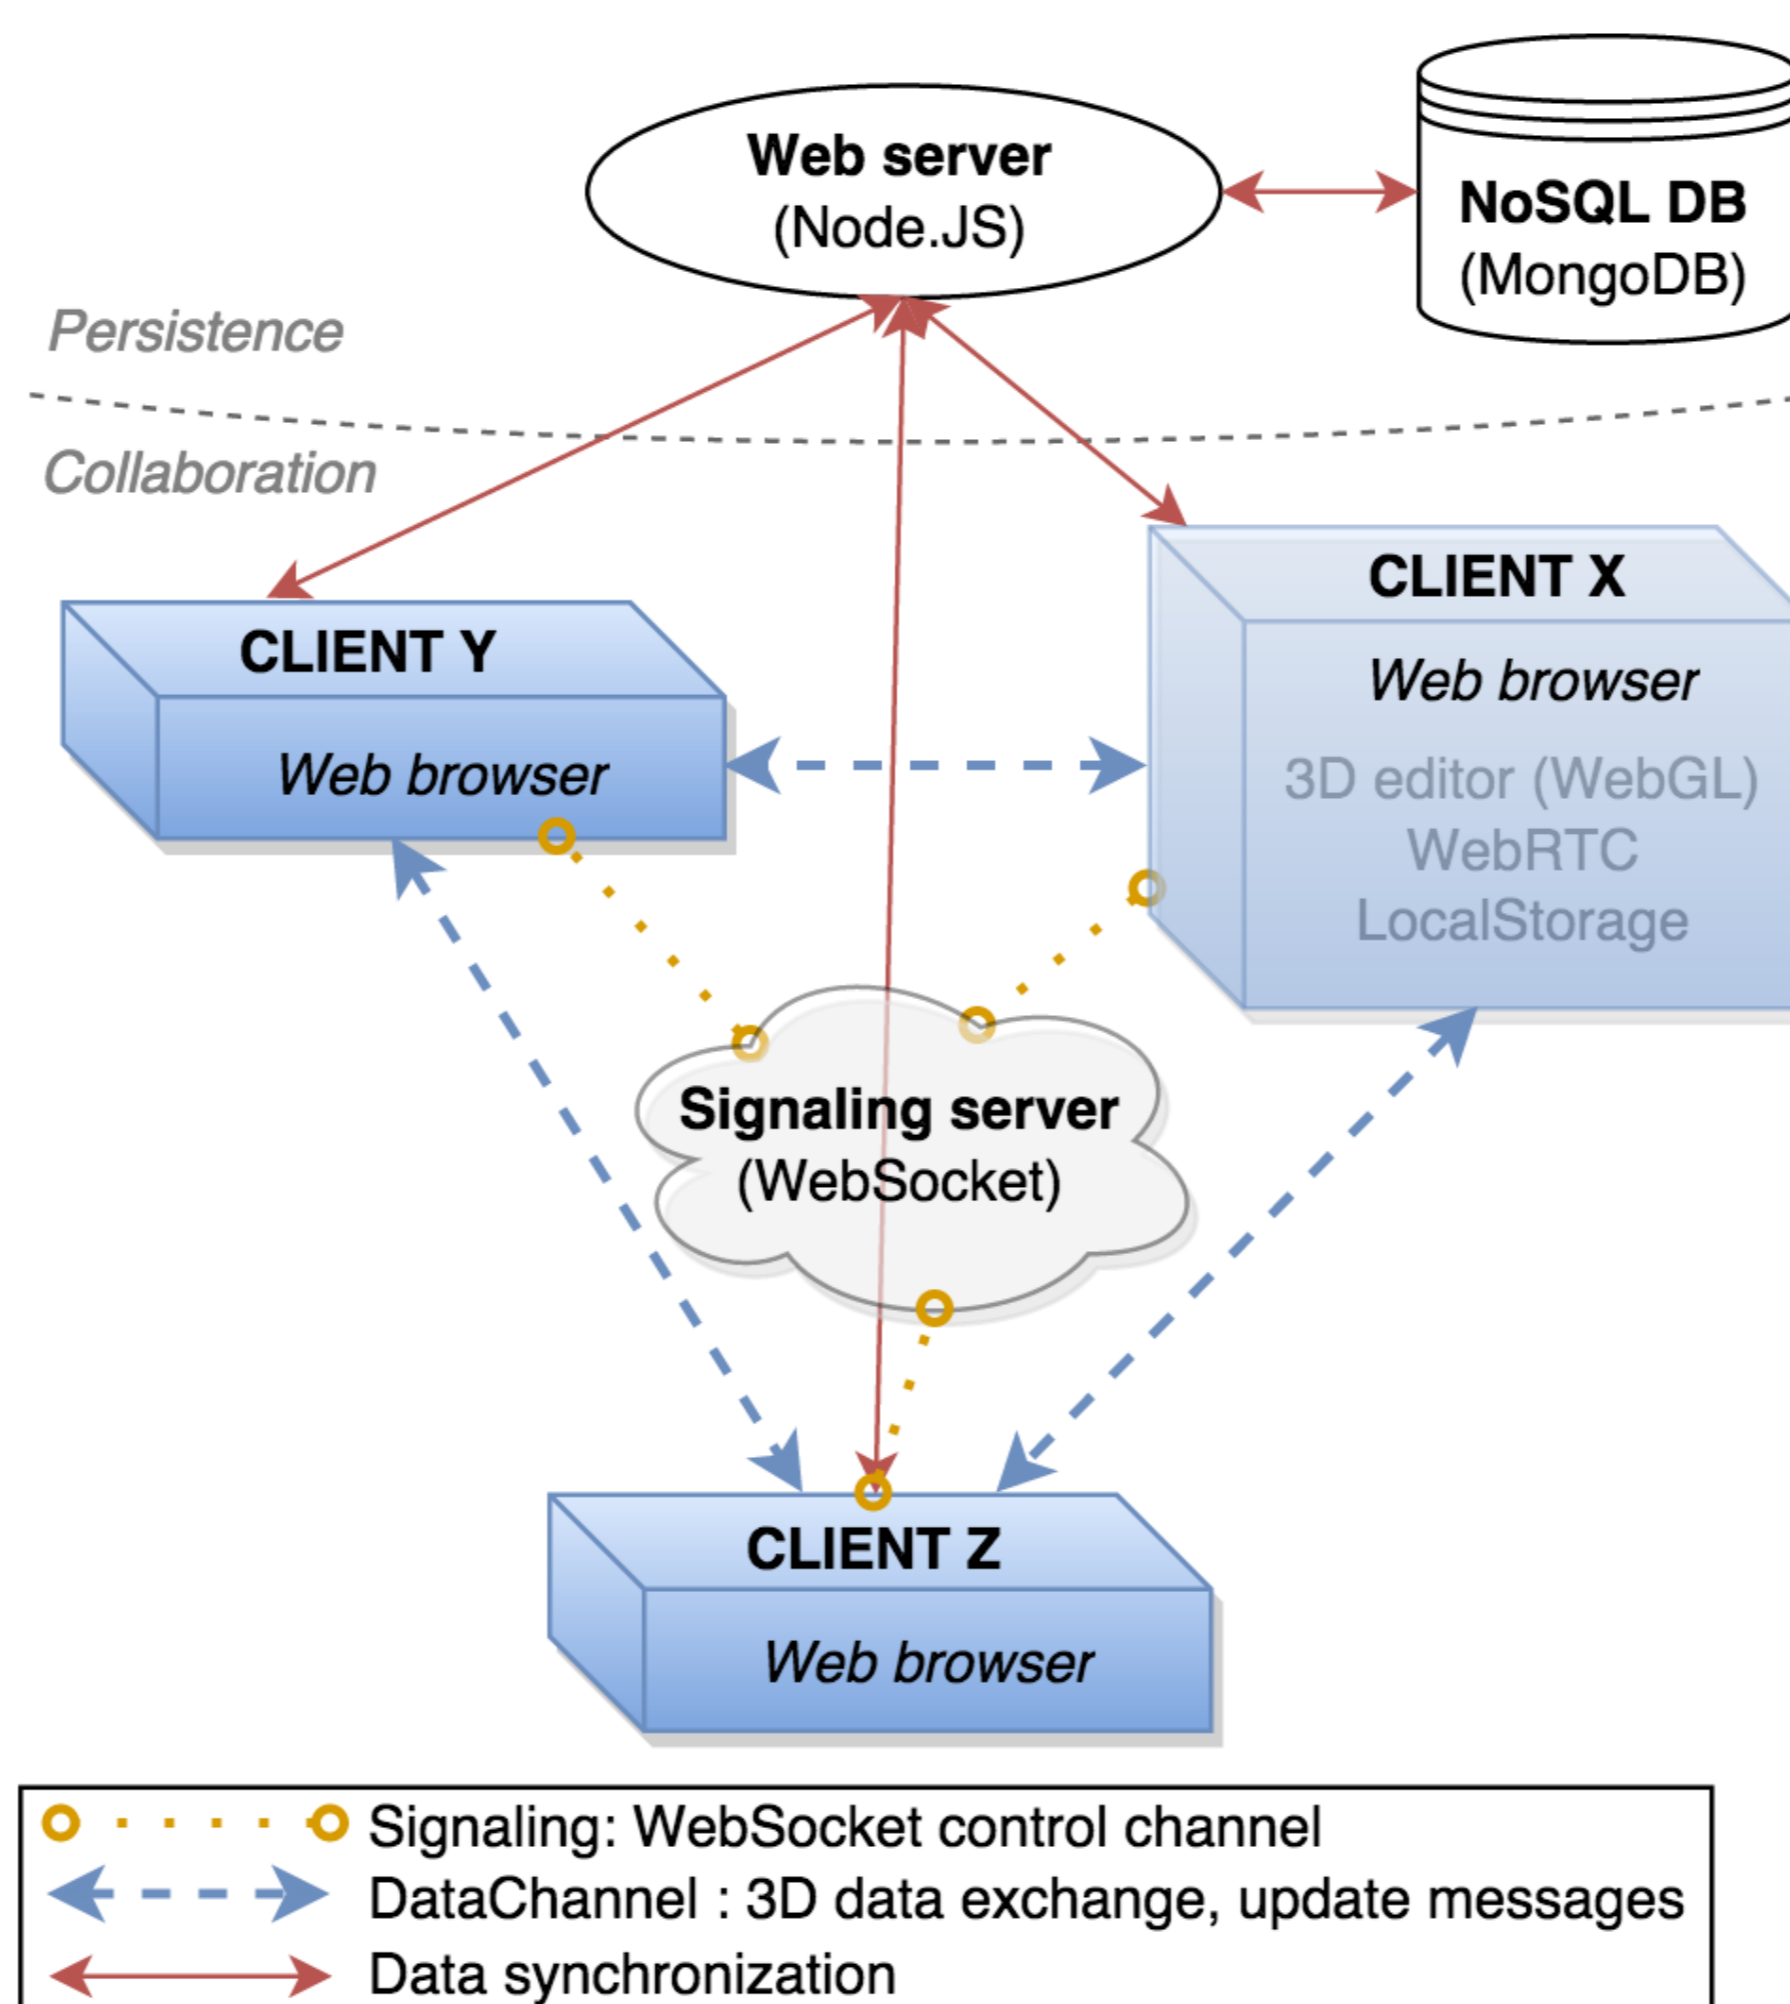 Web server
(Node.JS)
NoSQL DB
(MongoDB)
Persistence
Collaboration
CLIENT X
Web browser
3D editor (WebGL)
WebRTC
LocalStorage
CLIENT Y
Web browser
Signaling server
(WebSocket)
CLIENT Z
Web browser
Signaling: WebSocket control channel
DataChannel : 3D data exchange, update messages
Data synchronization